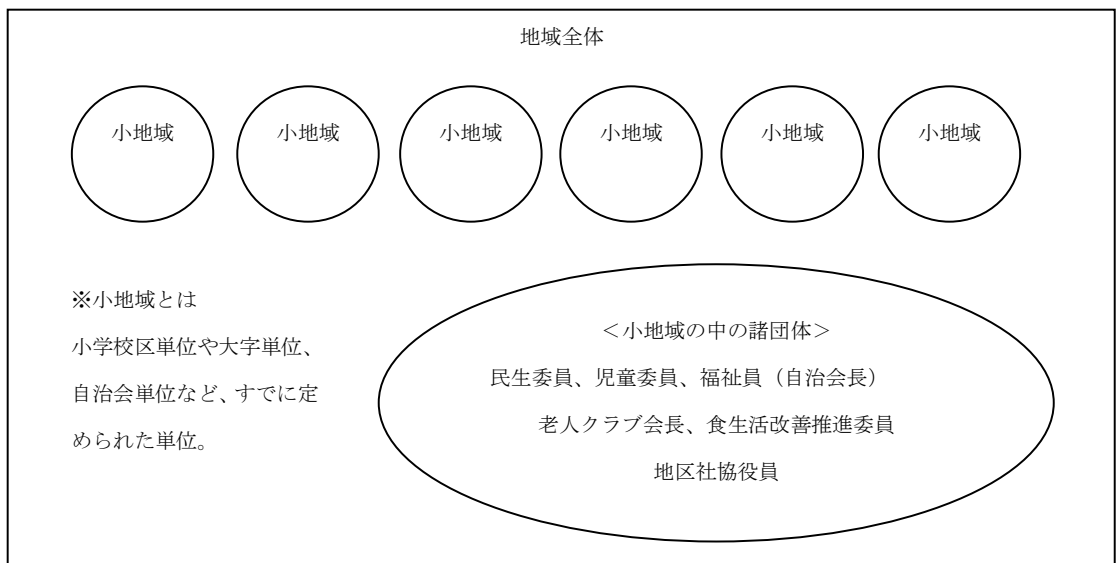 地域全体
小地域
小地域
小地域
小地域
小地域
小地域
※小地域とは
小学校区単位や大字単位、
自治会単位など、すでに定
められた単位。
＜小地域の中の諸団体＞
民生委員、児童委員、福祉員（自治会長）
老人クラブ会長、食生活改善推進委員
地区社協役員